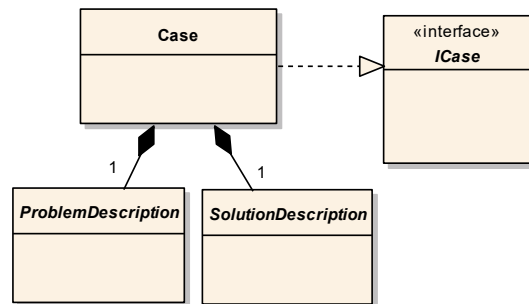 Case
«interface»
ICase
1
1
ProblemDescription
SolutionDescription